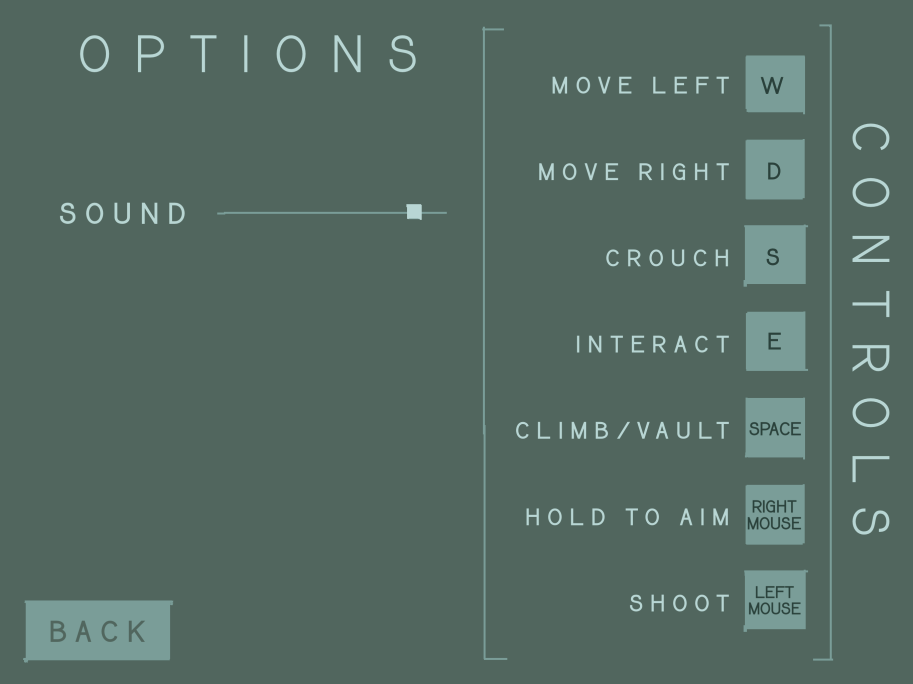 OPTIONS
SOUND
MOVE LEFT W
MOVE RIGHT D
CROUCH S
INTERACT E
CLIMB/VAULT SPACE
HOLD TO AIM RIGHT MOUSE
SHOOT LEFT MOUSE
CONTROLS
BACK